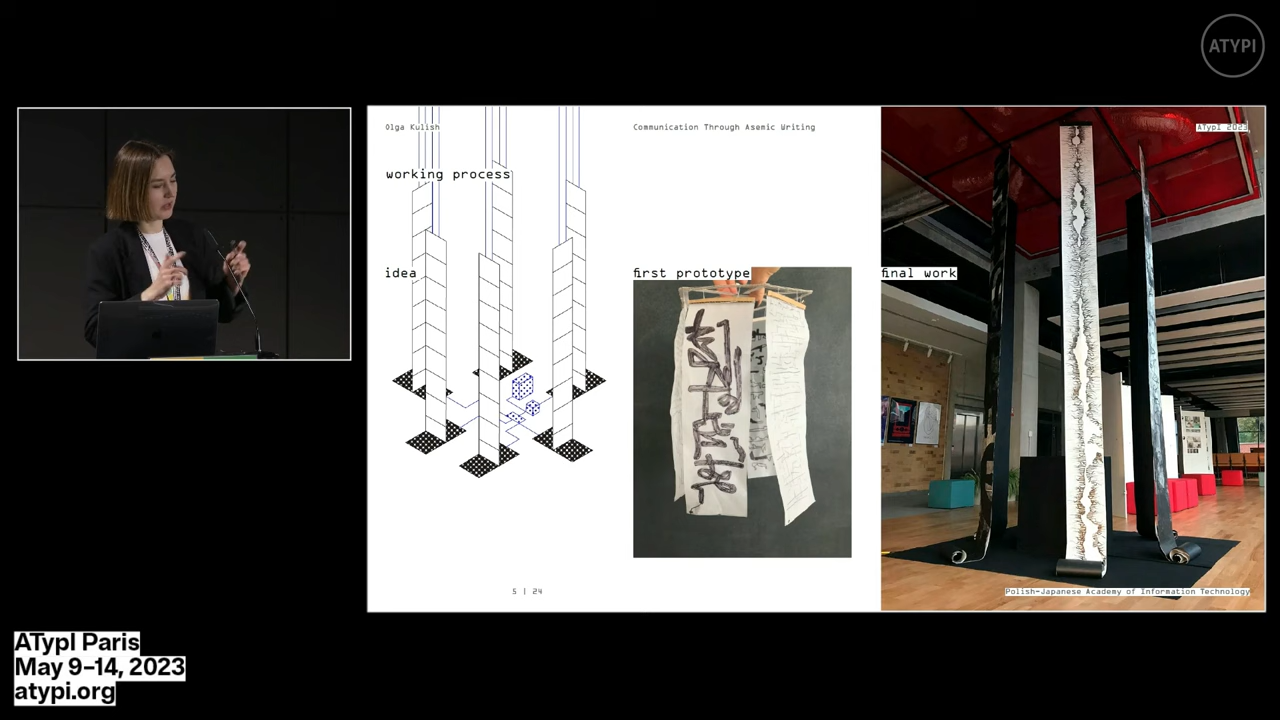 ATYPI
Olga Kulish
Communication Through Asemic Writing
ATypI 2023
working process
idea
first prototype
final work
5 | 24
Polish-Japanese Academy of Information Technology
ATypI Paris
May 9–14, 2023
atypi.org